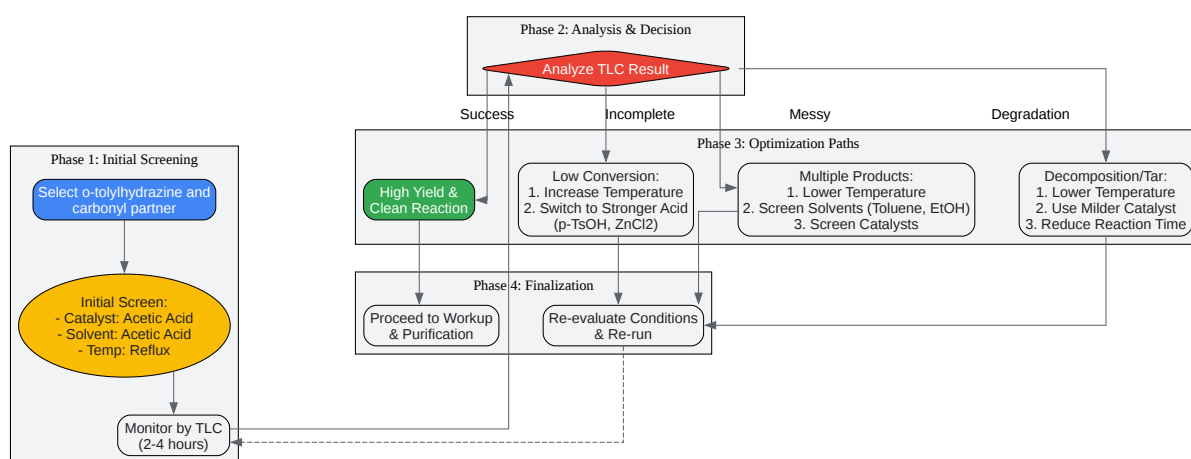 Phase 2: Analysis & Decision
Analyze TLC Result
Success
Incomplete
Messy
Degradation
Phase 1: Initial Screening
Select o-tolylhydrazine and
carbonyl partner
Initial Screen:
- Catalyst: Acetic Acid
- Solvent: Acetic Acid
- Temp: Reflux
Monitor by TLC
(2-4 hours)
Phase 3: Optimization Paths
High Yield &
Clean Reaction
Low Conversion:
1. Increase Temperature
2. Switch to Stronger Acid
(p-TsOH, ZnCl2)
Multiple Products:
1. Lower Temperature
2. Screen Solvents (Toluene, EtOH)
3. Screen Catalysts
Decomposition/Tar:
1. Lower Temperature
2. Use Milder Catalyst
3. Reduce Reaction Time
Phase 4: Finalization
Proceed to Workup
& Purification
Re-evaluate Conditions
& Re-run